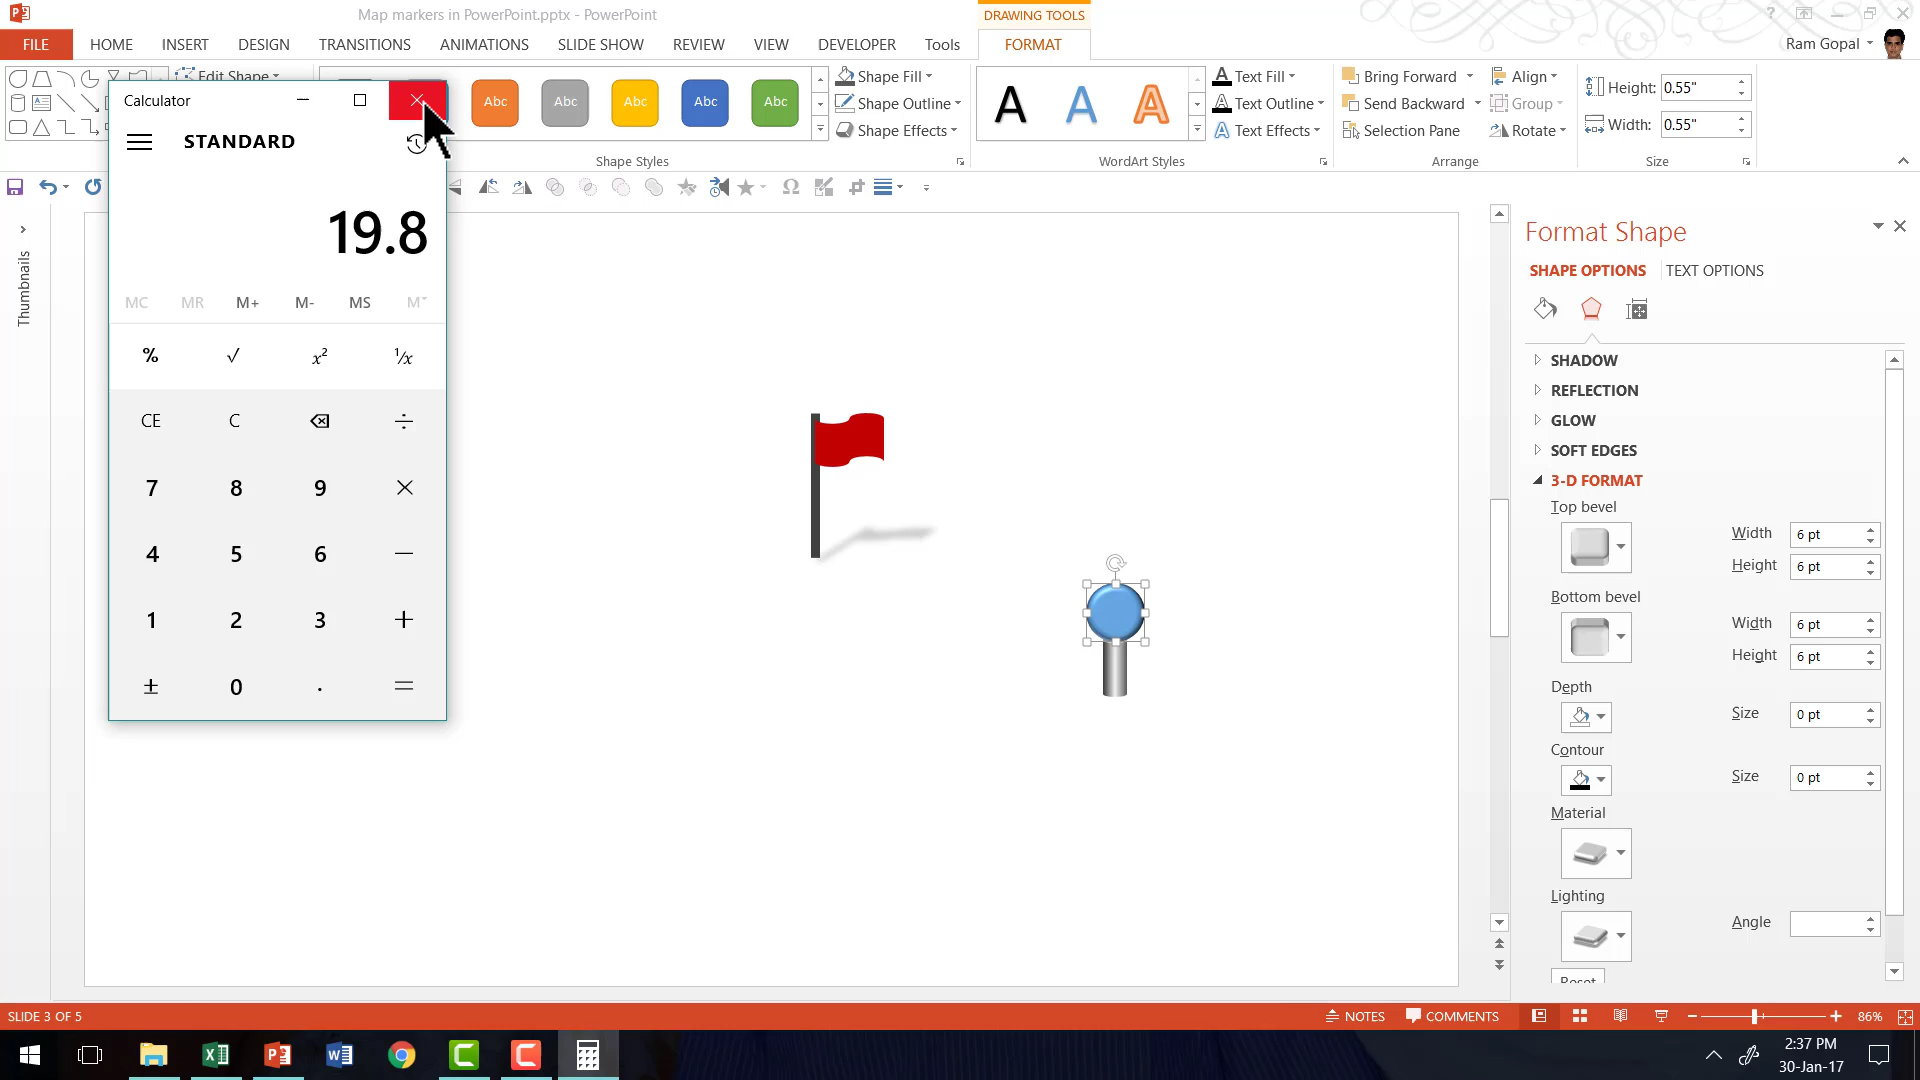 Map markers in PowerPoint.pptx - PowerPoint
DRAWING TOOLS
?
FILE
HOME
INSERT
DESIGN
TRANSITIONS
ANIMATIONS
SLIDE SHOW
REVIEW
VIEW
DEVELOPER
Tools
FORMAT
Ram Gopal
Edit Shape
Abc
Abc
Abc
Abc
Abc
Shape Fill
Shape Outline
Shape Effects
Shape Styles
A
A
A
Text Fill
Text Outline
Text Effects
WordArt Styles
Bring Forward
Send Backward
Selection Pane
Align
Group
Rotate
Arrange
Height: 0.55"
Width: 0.55"
Size
Calculator
STANDARD
19.8
MC MR M+ M- MS M˅
% √ x² ¹/x
CE C ÷
7 8 9 ×
4 5 6 −
1 2 3 +
± 0 . =
Thumbnails
Format Shape
SHAPE OPTIONS
TEXT OPTIONS
SHADOW
REFLECTION
GLOW
SOFT EDGES
3-D FORMAT
Top bevel
Width 6 pt
Height 6 pt
Bottom bevel
Width 6 pt
Height 6 pt
Depth
Size 0 pt
Contour
Size 0 pt
Material
Lighting
Angle
Reset
SLIDE 3 OF 5
NOTES
COMMENTS
86%
2:37 PM
30-Jan-17